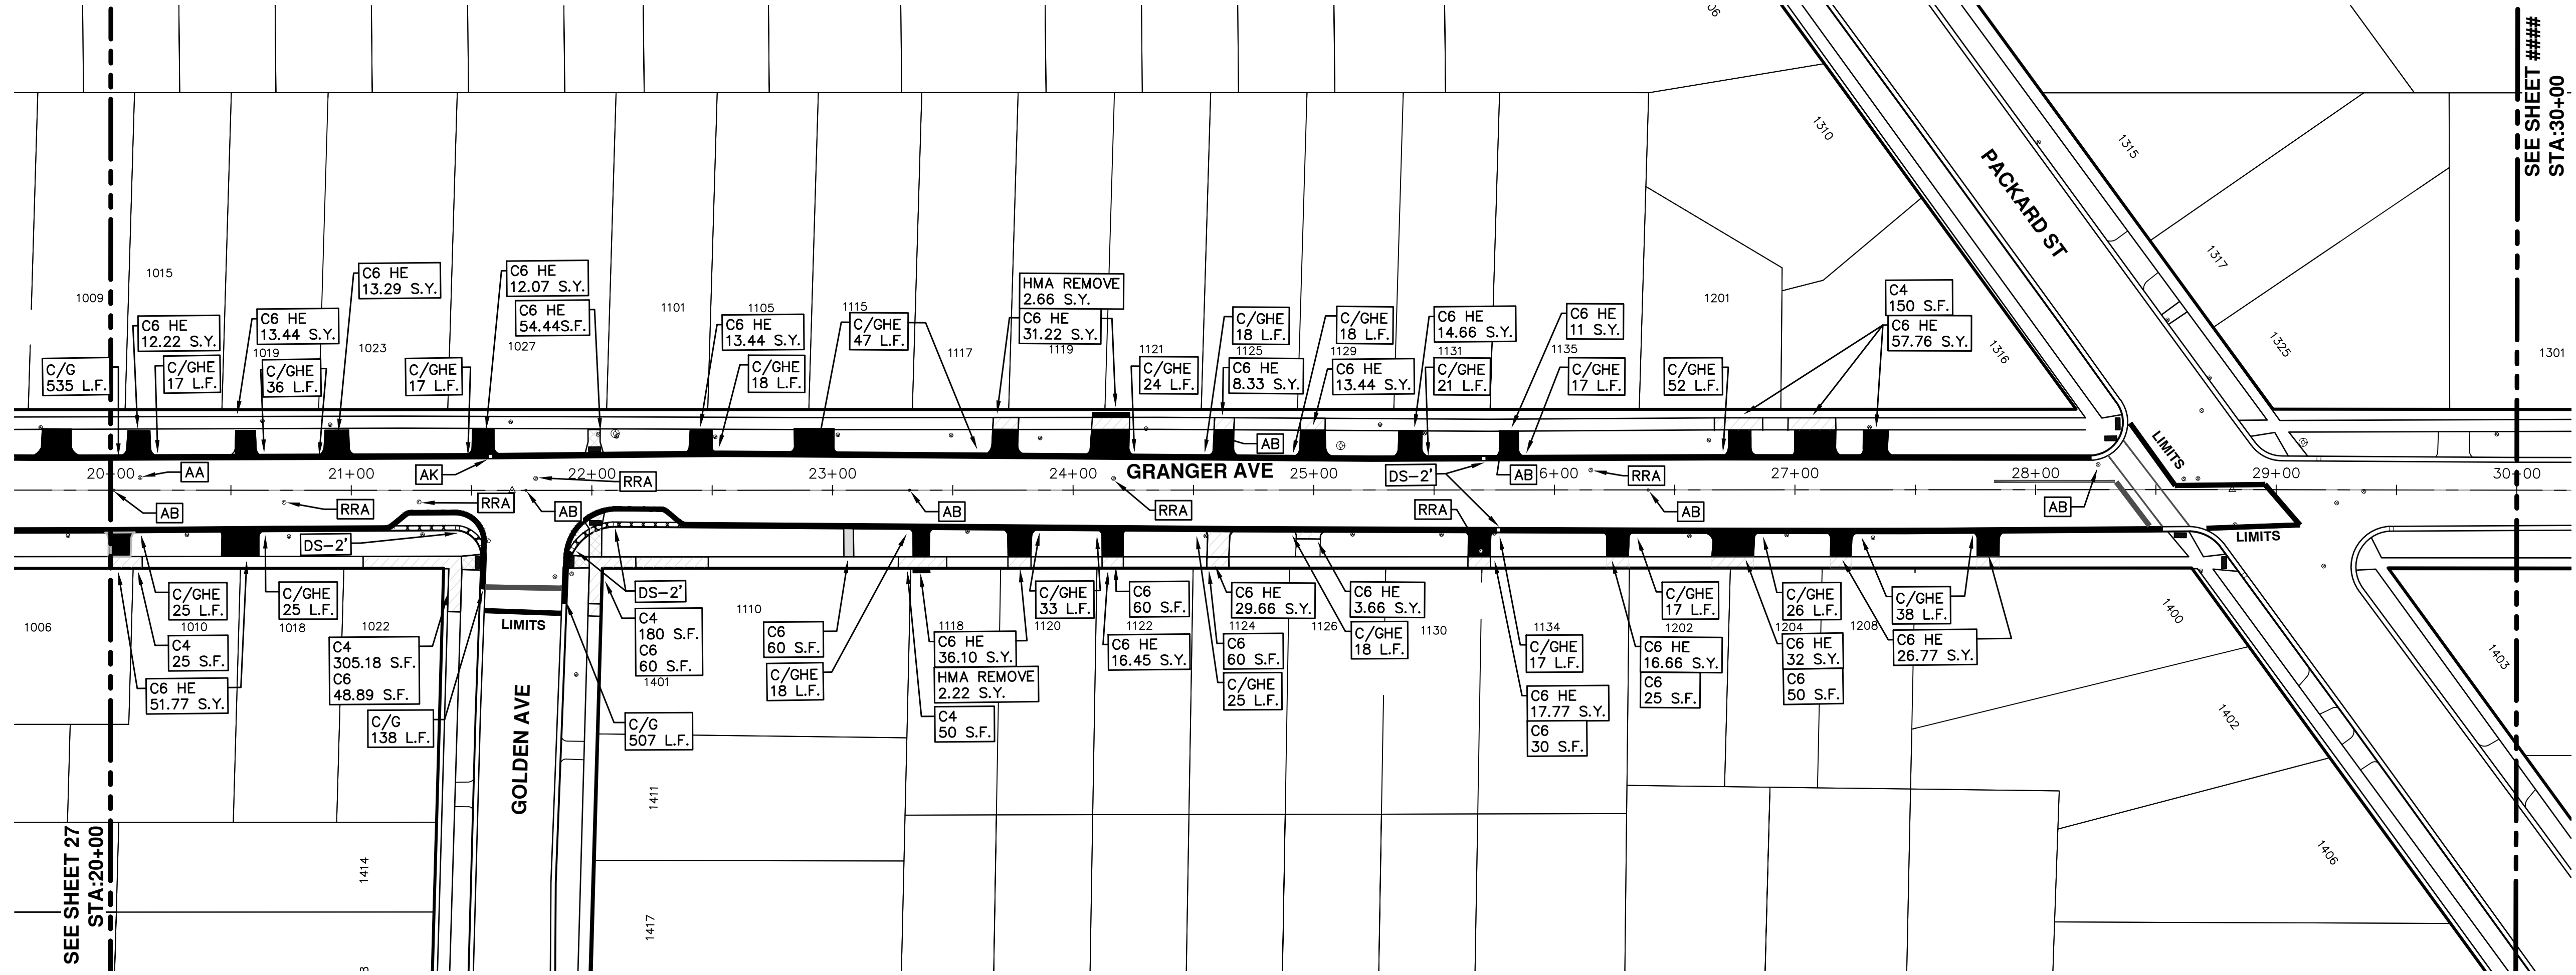 SEE SHEET ####
STA:30+00
SEE SHEET 27
STA:20+00
PACKARD ST
GRANGER AVE
GOLDEN AVE
06
1310
1315
1317
1325
1316
1301
1009
1015
1019
1023
1027
1101
1105
1115
1117
1119
1121
1125
1129
1131
1135
1201
C/G
535 L.F.
C6 HE
12.22 S.Y.
C/GHE
17 L.F.
C6 HE
13.44 S.Y.
C/GHE
36 L.F.
C6 HE
13.29 S.Y.
C/GHE
17 L.F.
C6 HE
12.07 S.Y.
C6 HE
54.44S.F.
C6 HE
13.44 S.Y.
C/GHE
18 L.F.
C/GHE
47 L.F.
HMA REMOVE
2.66 S.Y.
C6 HE
31.22 S.Y.
C/GHE
24 L.F.
C/GHE
18 L.F.
C6 HE
8.33 S.Y.
C/GHE
18 L.F.
C6 HE
13.44 S.Y.
C6 HE
14.66 S.Y.
C/GHE
21 L.F.
C6 HE
11 S.Y.
C/GHE
17 L.F.
C/GHE
52 L.F.
C4
150 S.F.
C6 HE
57.76 S.Y.
AB
LIMITS
20+00
21+00
22+00
23+00
24+00
25+00
26+00
27+00
28+00
29+00
30+00
AA
AK
RRA
DS-2'
AB
RRA
AB
RRA
RRA
AB
AB
RRA
RRA
AB
AB
LIMITS
DS-2'
DS-2'
LIMITS
1006
1010
1018
1022
1110
1118
1120
1122
1124
1126
1130
1134
1202
1204
1208
1400
1401
1402
1403
1406
1411
1414
1417
C/GHE
25 L.F.
C4
25 S.F.
C6 HE
51.77 S.Y.
C/GHE
25 L.F.
C4
305.18 S.F.
C6
48.89 S.F.
C/G
138 L.F.
C4
180 S.F.
C6
60 S.F.
C/G
507 L.F.
C6
60 S.F.
C/GHE
18 L.F.
C6 HE
36.10 S.Y.
HMA REMOVE
2.22 S.Y.
C4
50 S.F.
C/GHE
33 L.F.
C6
60 S.F.
C6 HE
16.45 S.Y.
C6 HE
29.66 S.Y.
C6
60 S.F.
C/GHE
25 L.F.
C6 HE
3.66 S.Y.
C/GHE
18 L.F.
C/GHE
17 L.F.
C6 HE
17.77 S.Y.
C6
30 S.F.
C/GHE
17 L.F.
C6 HE
16.66 S.Y.
C6
25 S.F.
C/GHE
26 L.F.
C6 HE
32 S.Y.
C6
50 S.F.
C/GHE
38 L.F.
C6 HE
26.77 S.Y.